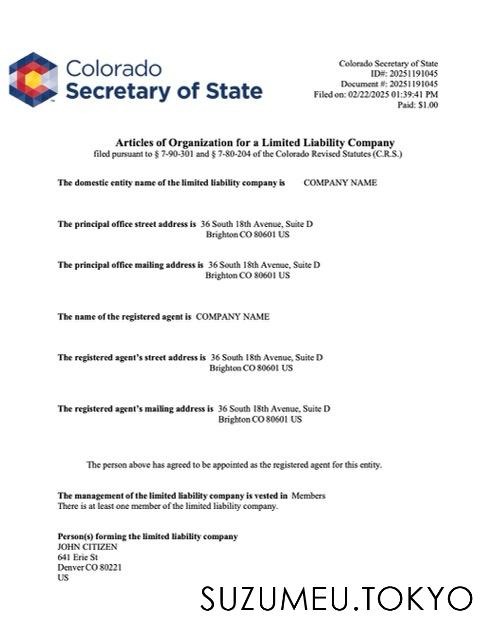 Colorado
Secretary of State
Colorado Secretary of State
ID#: 20251191045
Document #: 20251191045
Filed on: 02/22/2025 01:39:41 PM
Paid: $1.00
Articles of Organization for a Limited Liability Company
filed pursuant to § 7-90-301 and § 7-80-204 of the Colorado Revised Statutes (C.R.S.)
The domestic entity name of the limited liability company is COMPANY NAME
The principal office street address is 36 South 18th Avenue, Suite D
Brighton CO 80601 US
The principal office mailing address is 36 South 18th Avenue, Suite D
Brighton CO 80601 US
The name of the registered agent is COMPANY NAME
The registered agent's street address is 36 South 18th Avenue, Suite D
Brighton CO 80601 US
The registered agent's mailing address is 36 South 18th Avenue, Suite D
Brighton CO 80601 US
The person above has agreed to be appointed as the registered agent for this entity.
The management of the limited liability company is vested in Members
There is at least one member of the limited liability company.
Person(s) forming the limited liability company
JOHN CITIZEN
641 Erie St
Denver CO 80221
US
SUZUMEU.TOKYO